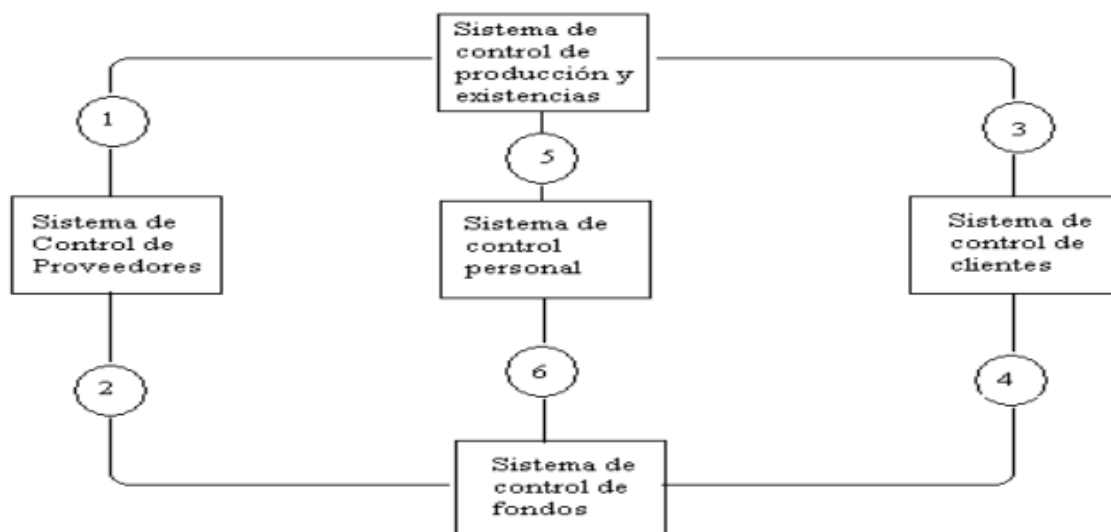 Sistema de
control de
producción y
existencias
1
5
3
Sistema de
Control de
Proveedores
Sistema de
control
personal
Sistema de
control de
clientes
2
6
4
Sistema de
control de
fondos